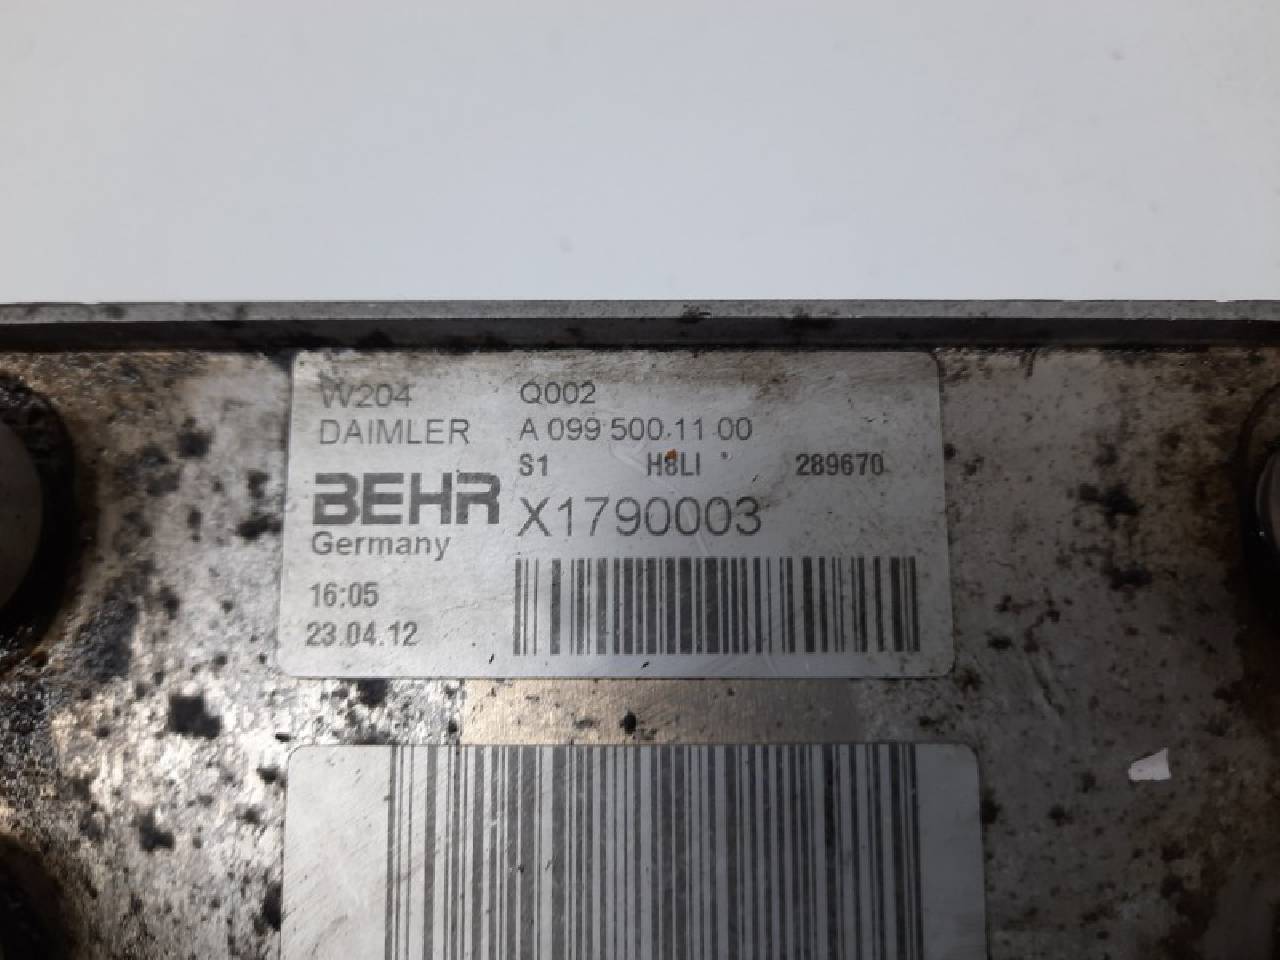 W204 Q002
DAIMLER A 099 500 11 00
S1 H8LI 289670
BEHR X1790003
Germany
16:05
23.04.12